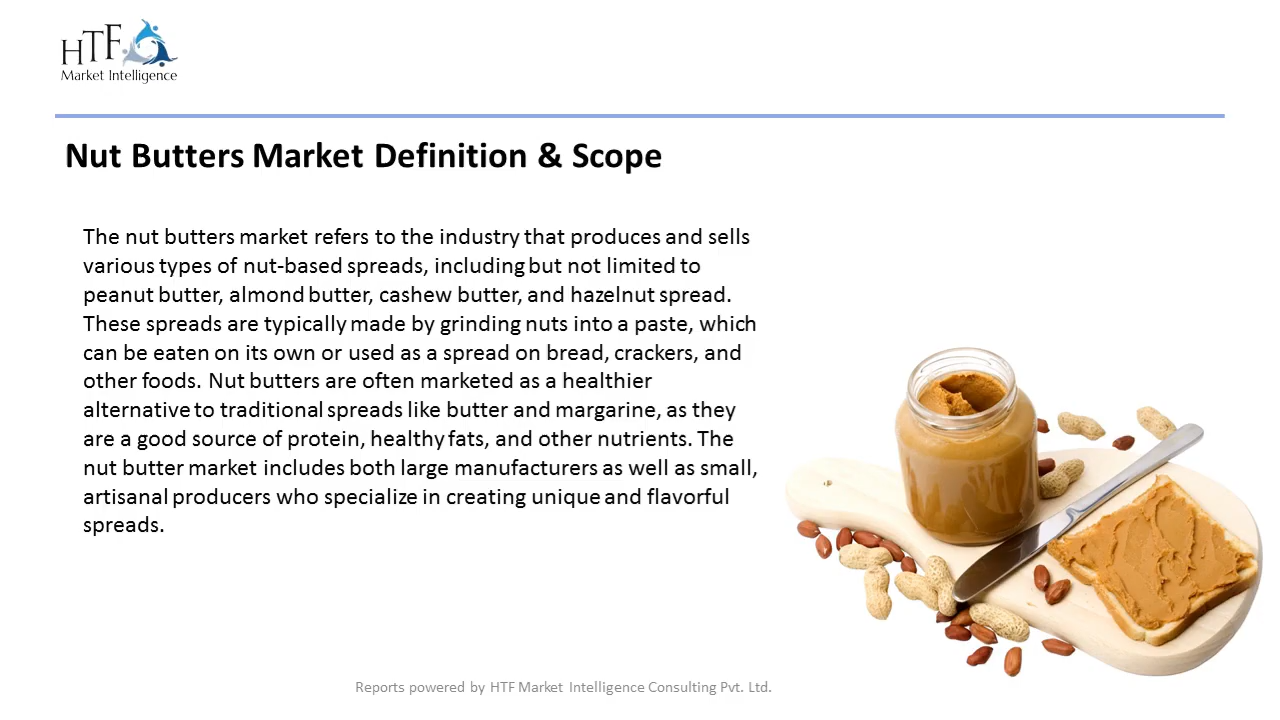 HTF
Market Intelligence
Nut Butters Market Definition & Scope
The nut butters market refers to the industry that produces and sells
various types of nut-based spreads, including but not limited to
peanut butter, almond butter, cashew butter, and hazelnut spread.
These spreads are typically made by grinding nuts into a paste, which
can be eaten on its own or used as a spread on bread, crackers, and
other foods. Nut butters are often marketed as a healthier
alternative to traditional spreads like butter and margarine, as they
are a good source of protein, healthy fats, and other nutrients. The
nut butter market includes both large manufacturers as well as small,
artisanal producers who specialize in creating unique and flavorful
spreads.
Reports powered by HTF Market Intelligence Consulting Pvt. Ltd.